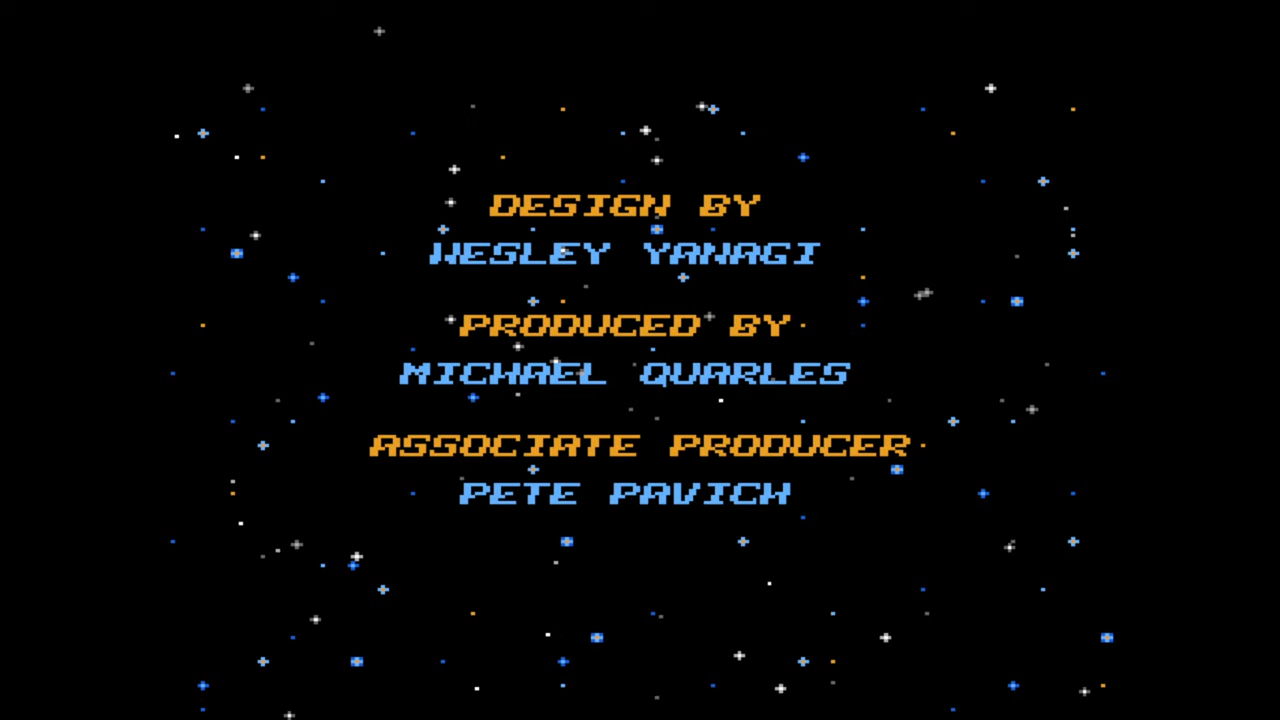 DESIGN BY
WESLEY YANAGI
PRODUCED BY
MICHAEL QUARLES
ASSOCIATE PRODUCER
PETE PAVICH